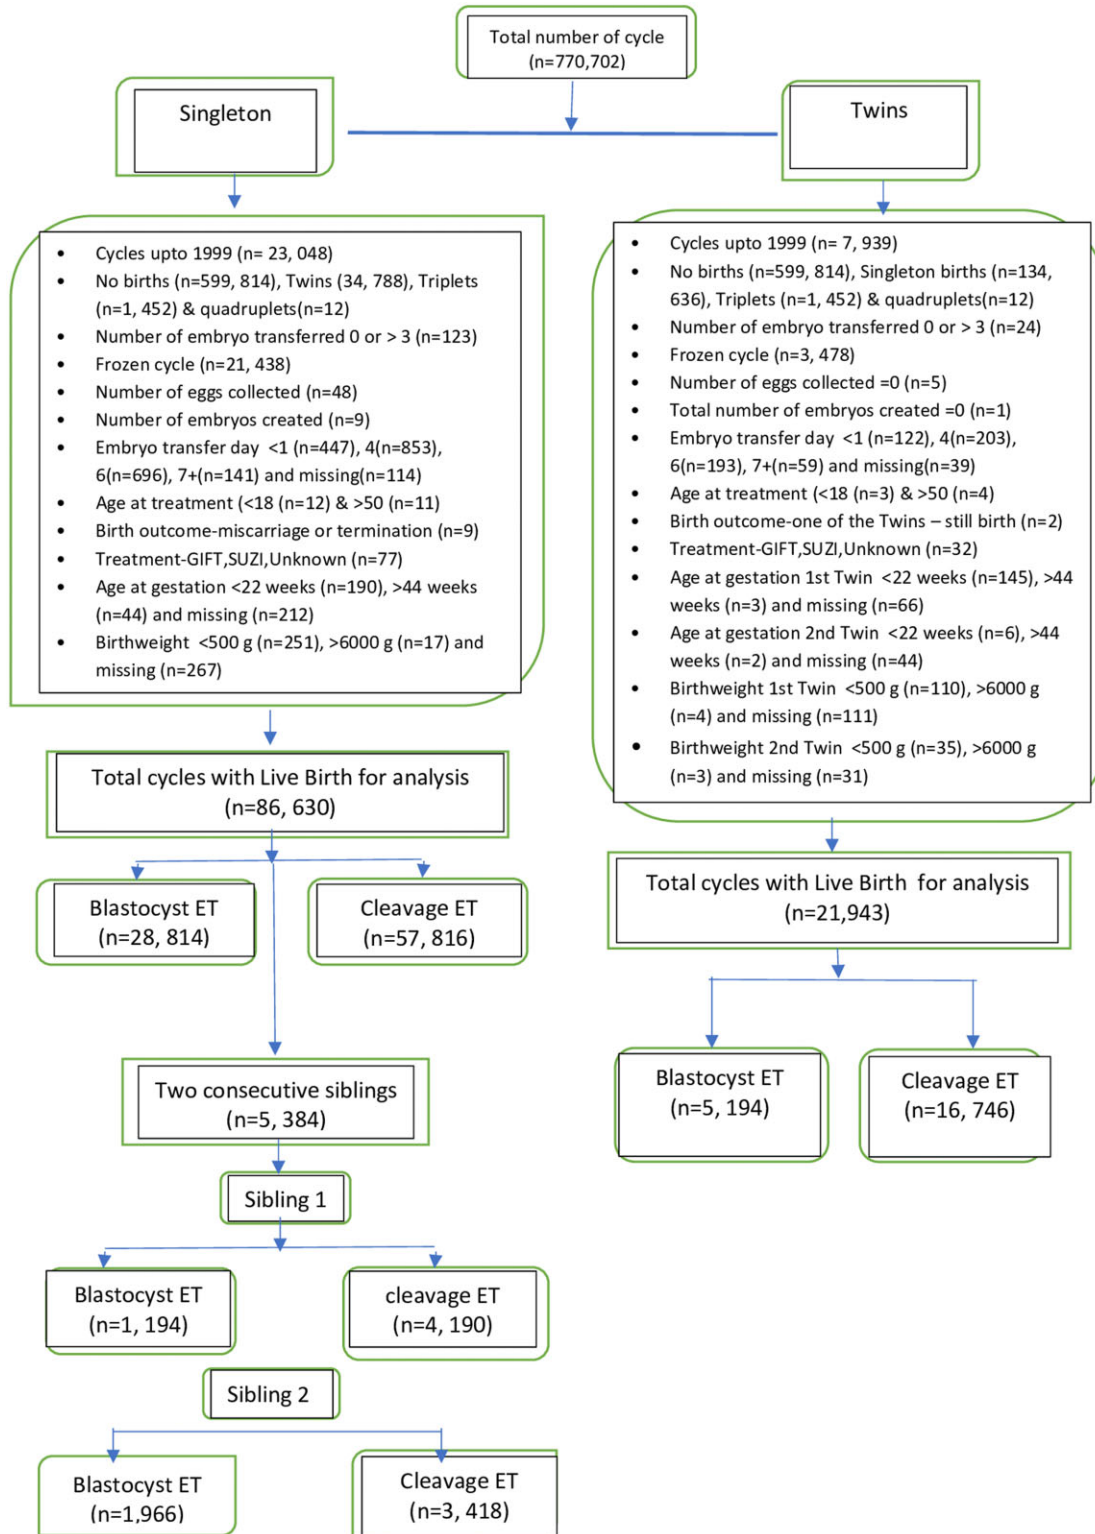 Total number of cycle
(n=770,702)
Singleton
Twins
• Cycles upto 1999 (n= 23, 048)
• No births (n=599, 814), Twins (34, 788), Triplets
(n=1, 452) & quadruplets(n=12)
• Number of embryo transferred 0 or > 3 (n=123)
• Frozen cycle (n=21, 438)
• Number of eggs collected (n=48)
• Number of embryos created (n=9)
• Embryo transfer day <1 (n=447), 4(n=853),
6(n=696), 7+(n=141) and missing(n=114)
• Age at treatment (<18 (n=12) & >50 (n=11)
• Birth outcome-miscarriage or termination (n=9)
• Treatment-GIFT,SUZI,Unknown (n=77)
• Age at gestation <22 weeks (n=190), >44 weeks
(n=44) and missing (n=212)
• Birthweight <500 g (n=251), >6000 g (n=17) and
missing (n=267)
• Cycles upto 1999 (n= 7, 939)
• No births (n=599, 814), Singleton births (n=134,
636), Triplets (n=1, 452) & quadruplets(n=12)
• Number of embryo transferred 0 or > 3 (n=24)
• Frozen cycle (n=3, 478)
• Number of eggs collected =0 (n=5)
• Total number of embryos created =0 (n=1)
• Embryo transfer day <1 (n=122), 4(n=203),
6(n=193), 7+(n=59) and missing(n=39)
• Age at treatment (<18 (n=3) & >50 (n=4)
• Birth outcome-one of the Twins – still birth (n=2)
• Treatment-GIFT,SUZI,Unknown (n=32)
• Age at gestation 1st Twin <22 weeks (n=145), >44
weeks (n=3) and missing (n=66)
• Age at gestation 2nd Twin <22 weeks (n=6), >44
weeks (n=2) and missing (n=44)
• Birthweight 1st Twin <500 g (n=110), >6000 g
(n=4) and missing (n=111)
• Birthweight 2nd Twin <500 g (n=35), >6000 g
(n=3) and missing (n=31)
Total cycles with Live Birth for analysis
(n=86, 630)
Blastocyst ET
(n=28, 814)
Cleavage ET
(n=57, 816)
Total cycles with Live Birth for analysis
(n=21,943)
Blastocyst ET
(n=5, 194)
Cleavage ET
(n=16, 746)
Two consecutive siblings
(n=5, 384)
Sibling 1
Blastocyst ET
(n=1, 194)
cleavage ET
(n=4, 190)
Sibling 2
Blastocyst ET
(n=1,966)
Cleavage ET
(n=3, 418)